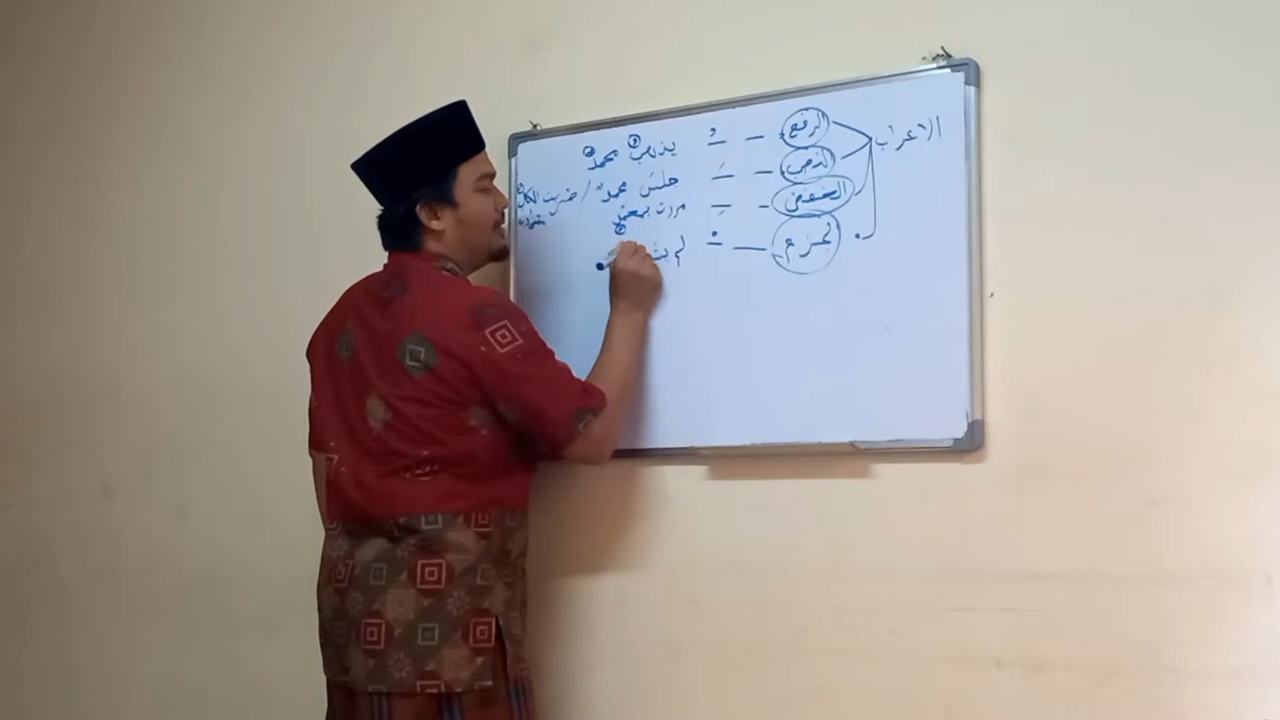 الاعراب
الرفع — ـُ يذهبُ محمدٌ
النصب — ـَ جلسَ محمدٌ / ضربت الكلبَ
الخفض — ـِ مررت بمحمدٍ
الجزم — ـْ لم